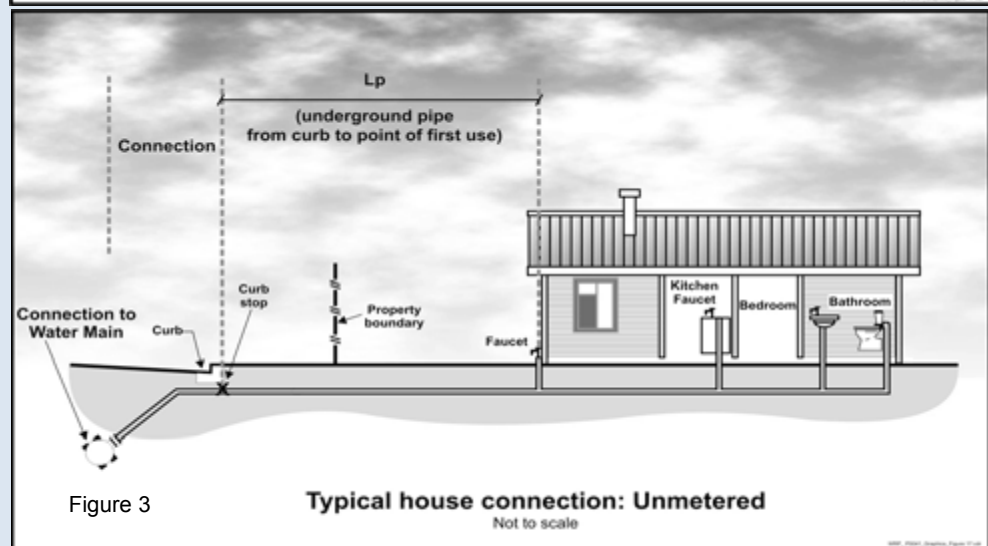 Lp
(underground pipe
from curb to point of first use)
Connection
Connection to
Water Main
Curb
Curb
stop
Property
boundary
Faucet
Kitchen
Faucet
Bedroom
Bathroom
Figure 3
Typical house connection: Unmetered
Not to scale